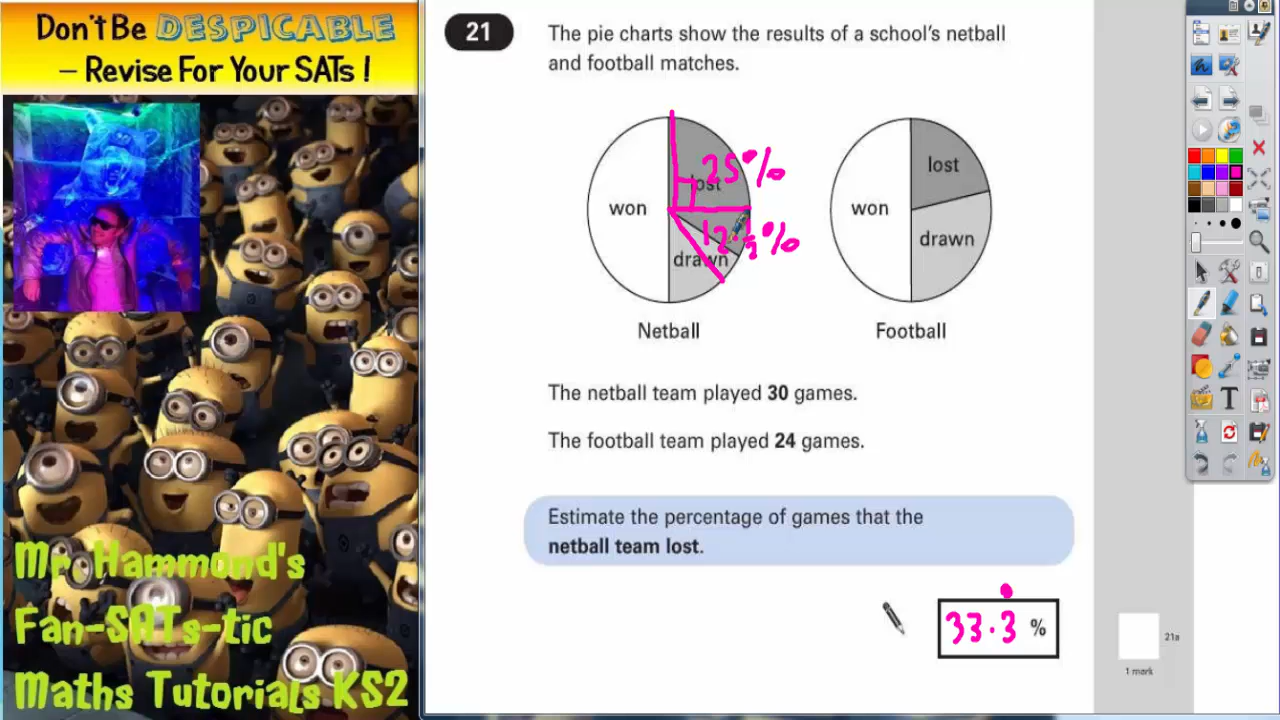 Don't Be DESPICABLE
– Revise For Your SATs !
Mr. Hammond's
Fan-SATs-tic
Maths Tutorials KS2
21
The pie charts show the results of a school's netball
and football matches.
won
lost
25%
12·½%
drawn
Netball
won
lost
drawn
Football
The netball team played 30 games.
The football team played 24 games.
Estimate the percentage of games that the
netball team lost.
33·3̇ %
21a
1 mark